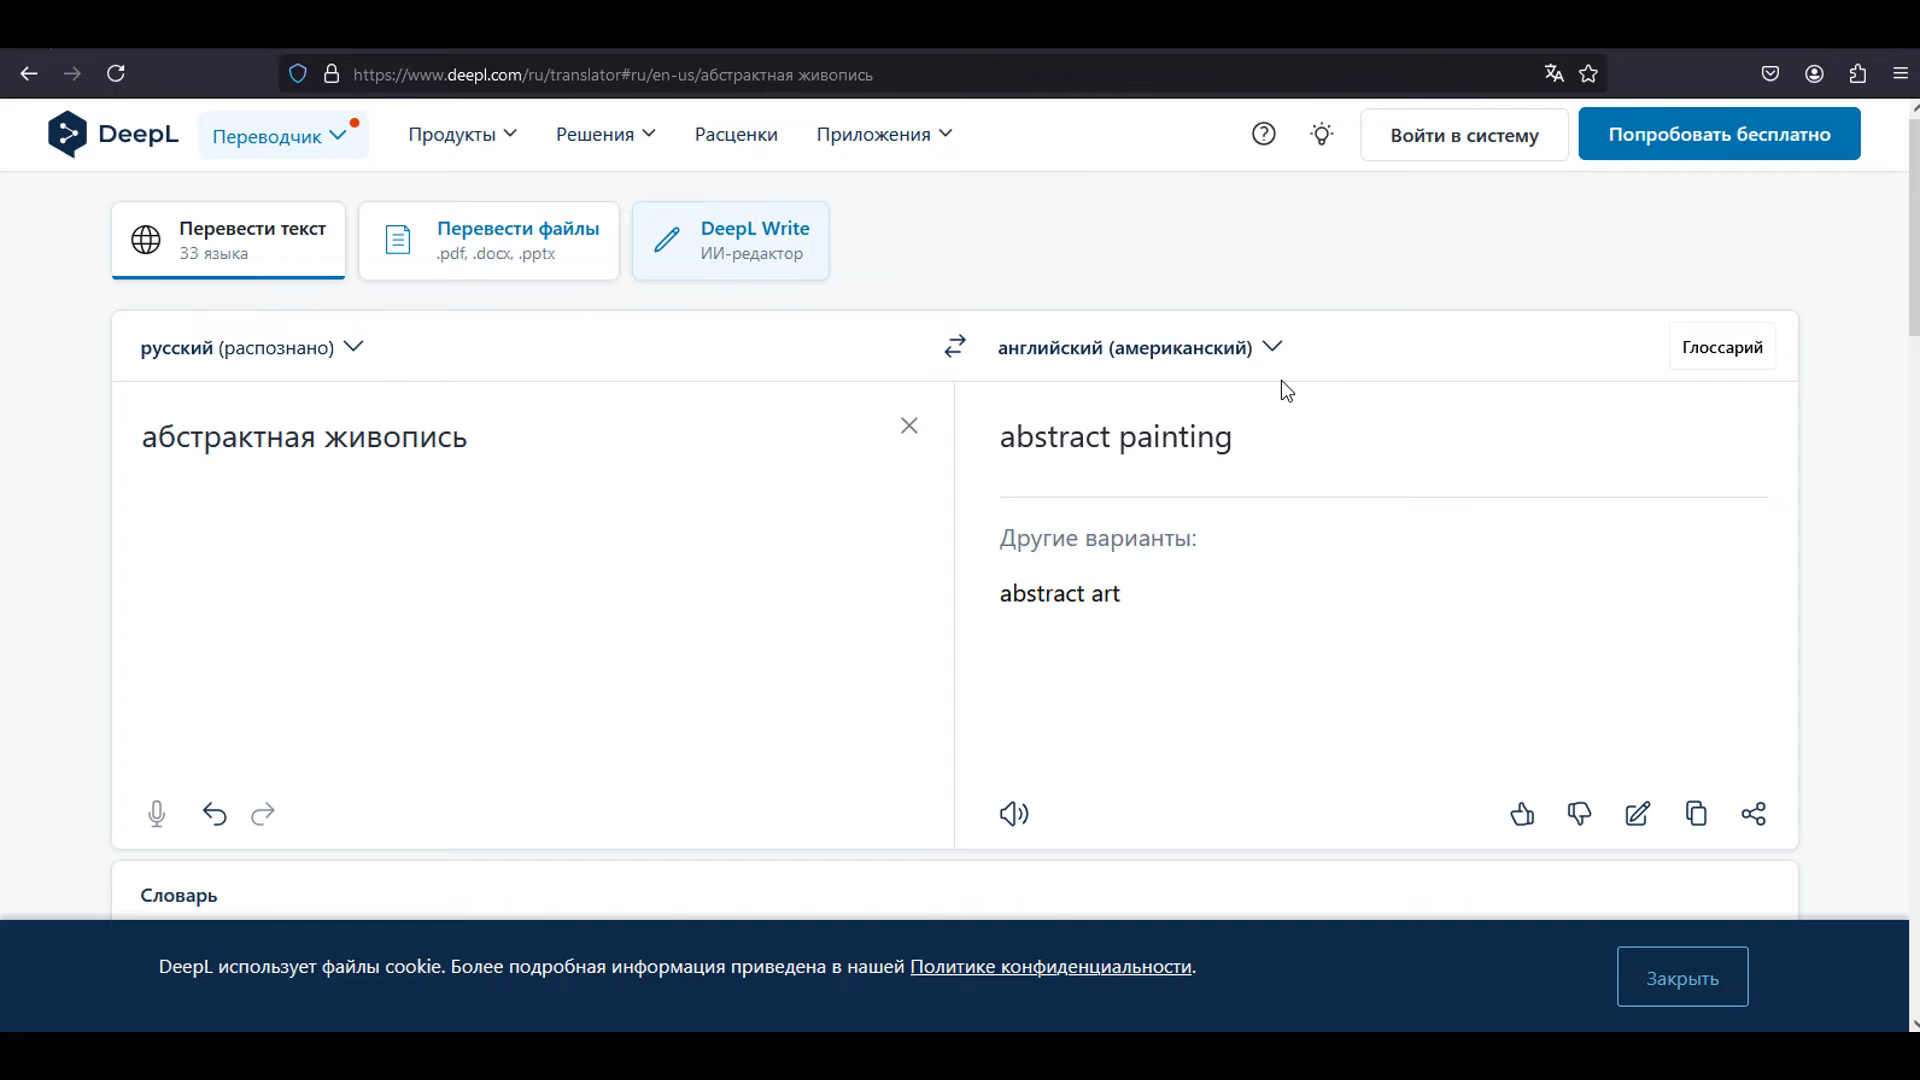 https://www.deepl.com/ru/translator#ru/en-us/абстрактная живопись
DeepL
Переводчик
Продукты
Решения
Расценки
Приложения
Войти в систему
Попробовать бесплатно
Перевести текст
33 языка
Перевести файлы
.pdf, .docx, .pptx
DeepL Write
ИИ-редактор
русский (распознано)
английский (американский)
Глоссарий
абстрактная живопись
abstract painting
Другие варианты:
abstract art
Словарь
DeepL использует файлы cookie. Более подробная информация приведена в нашей Политике конфиденциальности.
Закрыть